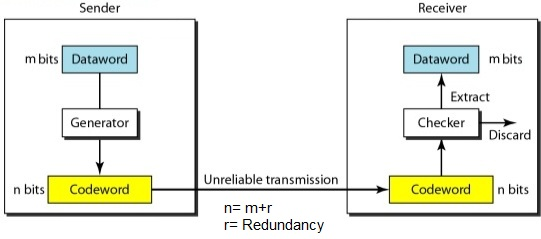 Sender
Receiver
m bits Dataword
Dataword m bits
Extract
Generator
Checker
Discard
Unreliable transmission
n bits Codeword
Codeword n bits
n= m+r
r= Redundancy